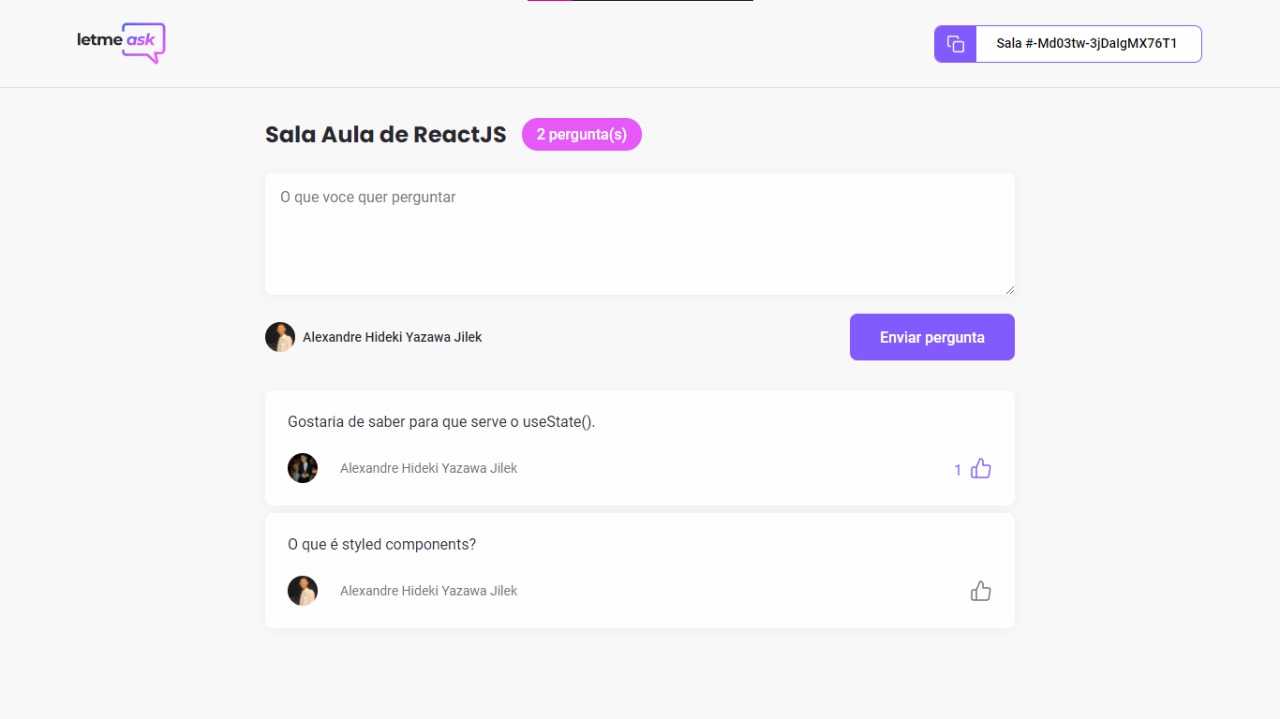 letme ask
Sala #-Md03tw-3jDaIgMX76T1
Sala Aula de ReactJS
2 pergunta(s)
O que voce quer perguntar
Alexandre Hideki Yazawa Jilek
Enviar pergunta
Gostaria de saber para que serve o useState().
Alexandre Hideki Yazawa Jilek
1
O que é styled components?
Alexandre Hideki Yazawa Jilek